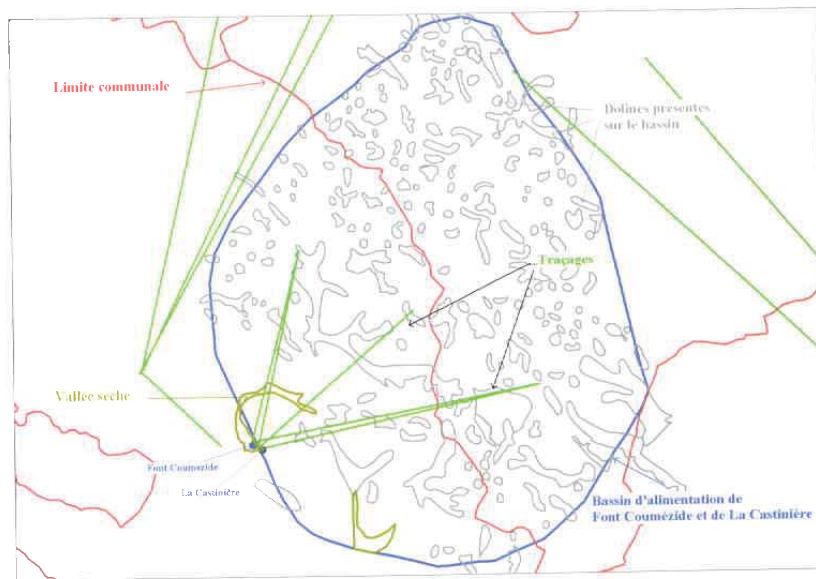 Limite communale
Dolines présentes
sur le bassin
Traçages
Vallée sèche
Font Coumézide
La Castinière
Bassin d'alimentation de
Font Coumèzide et de La Castinière